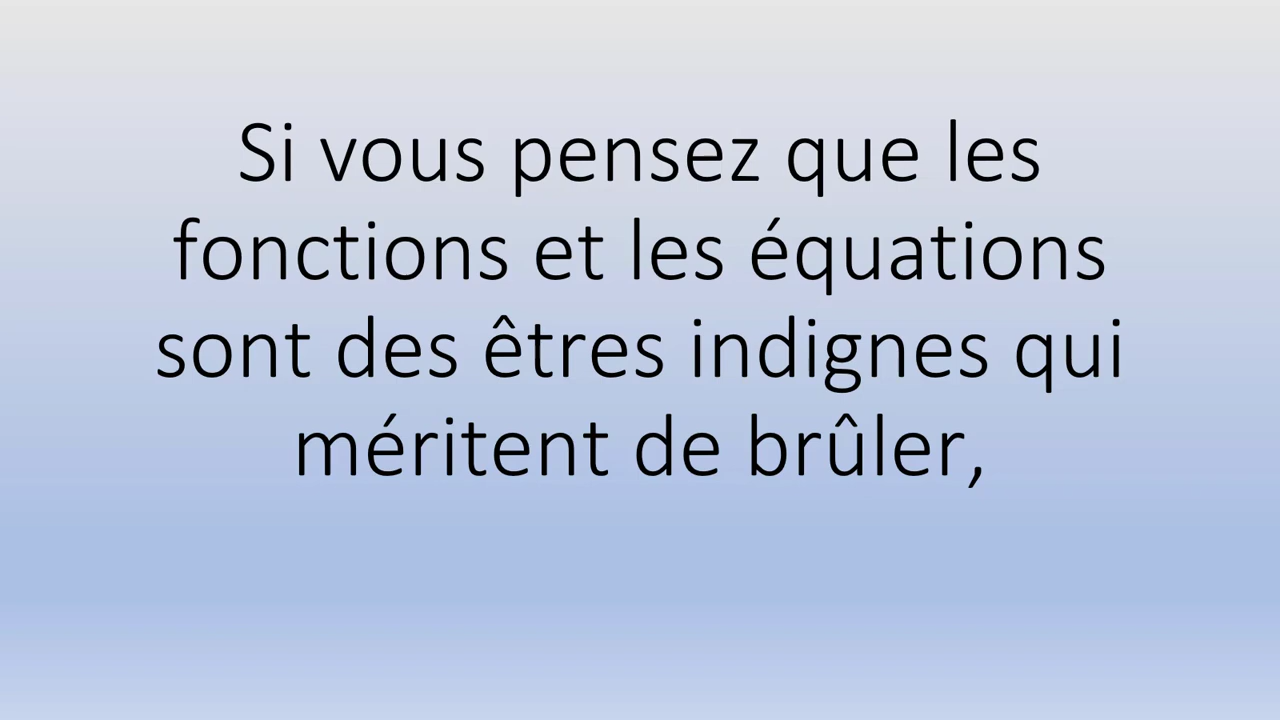 Si vous pensez que les
fonctions et les équations
sont des êtres indignes qui
méritent de brûler,